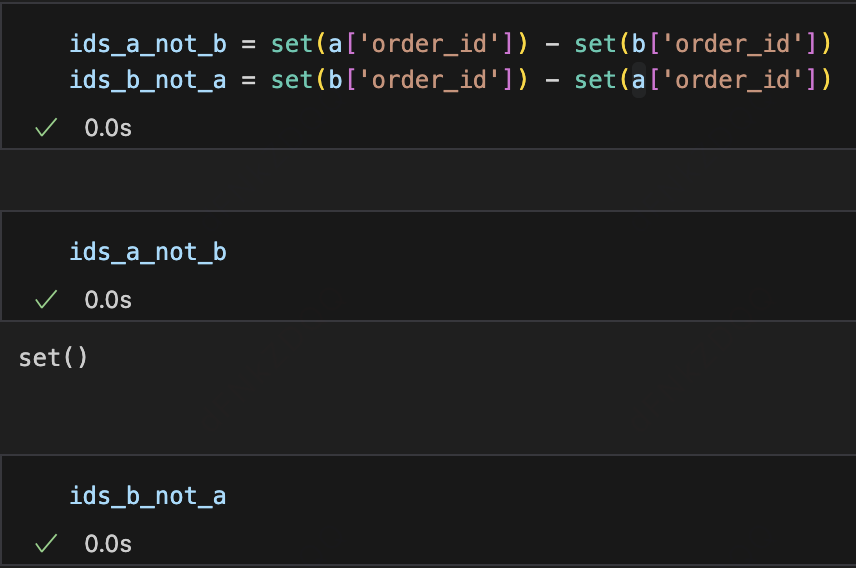 ids_a_not_b = set(a['order_id']) - set(b['order_id'])
ids_b_not_a = set(b['order_id']) - set(a['order_id'])
0.0s
ids_a_not_b
0.0s
set()
ids_b_not_a
0.0s